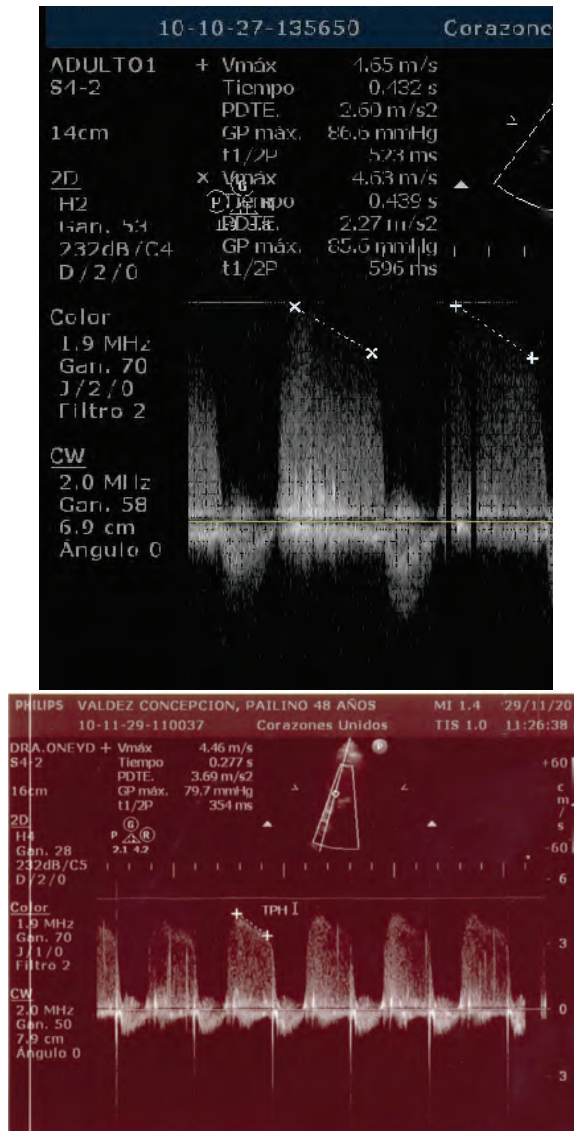 10-10-27-135650 Corazone
ADULTO1 + Vmáx 4.65 m/s
S4-2 Tiempo 0.432 s
PDTE. 2.60 m/s2
14cm GP máx. 86.6 mmHg
t1/2P 523 ms
2D × Vmáx 4.63 m/s
H2 Tiempo 0.439 s
Gan. 53 PDTE. 2.27 m/s2
232dB/C4 GP máx. 85.6 mmHg
D/2/0 t1/2P 596 ms
G
P R
Color
1.9 MHz
Gan. 70
J/2/0
Filtro 2
CW
2.0 MHz
Gan. 58
6.9 cm
Ángulo 0
PHILIPS VALDEZ CONCEPCION, PAILINO 48 AÑOS MI 1.4 29/11/20
10-11-29-110037 Corazones Unidos TIS 1.0 11:26:38
DRA.ONEYD + Vmáx 4.46 m/s
S4-2 Tiempo 0.277 s
PDTE. 3.69 m/s2
16cm GP máx. 79.7 mmHg
t1/2P 354 ms
P
+60
cm/s
-60
2D
H4
Gan. 28
232dB/C5
D/2/0
G
P R
2.1 4.2
6
Color
1.9 MHz
Gan. 70
J/1/0
Filtro 2
TPH I
3
CW
2.0 MHz
Gan. 50
7.9 cm
Ángulo 0
0
3